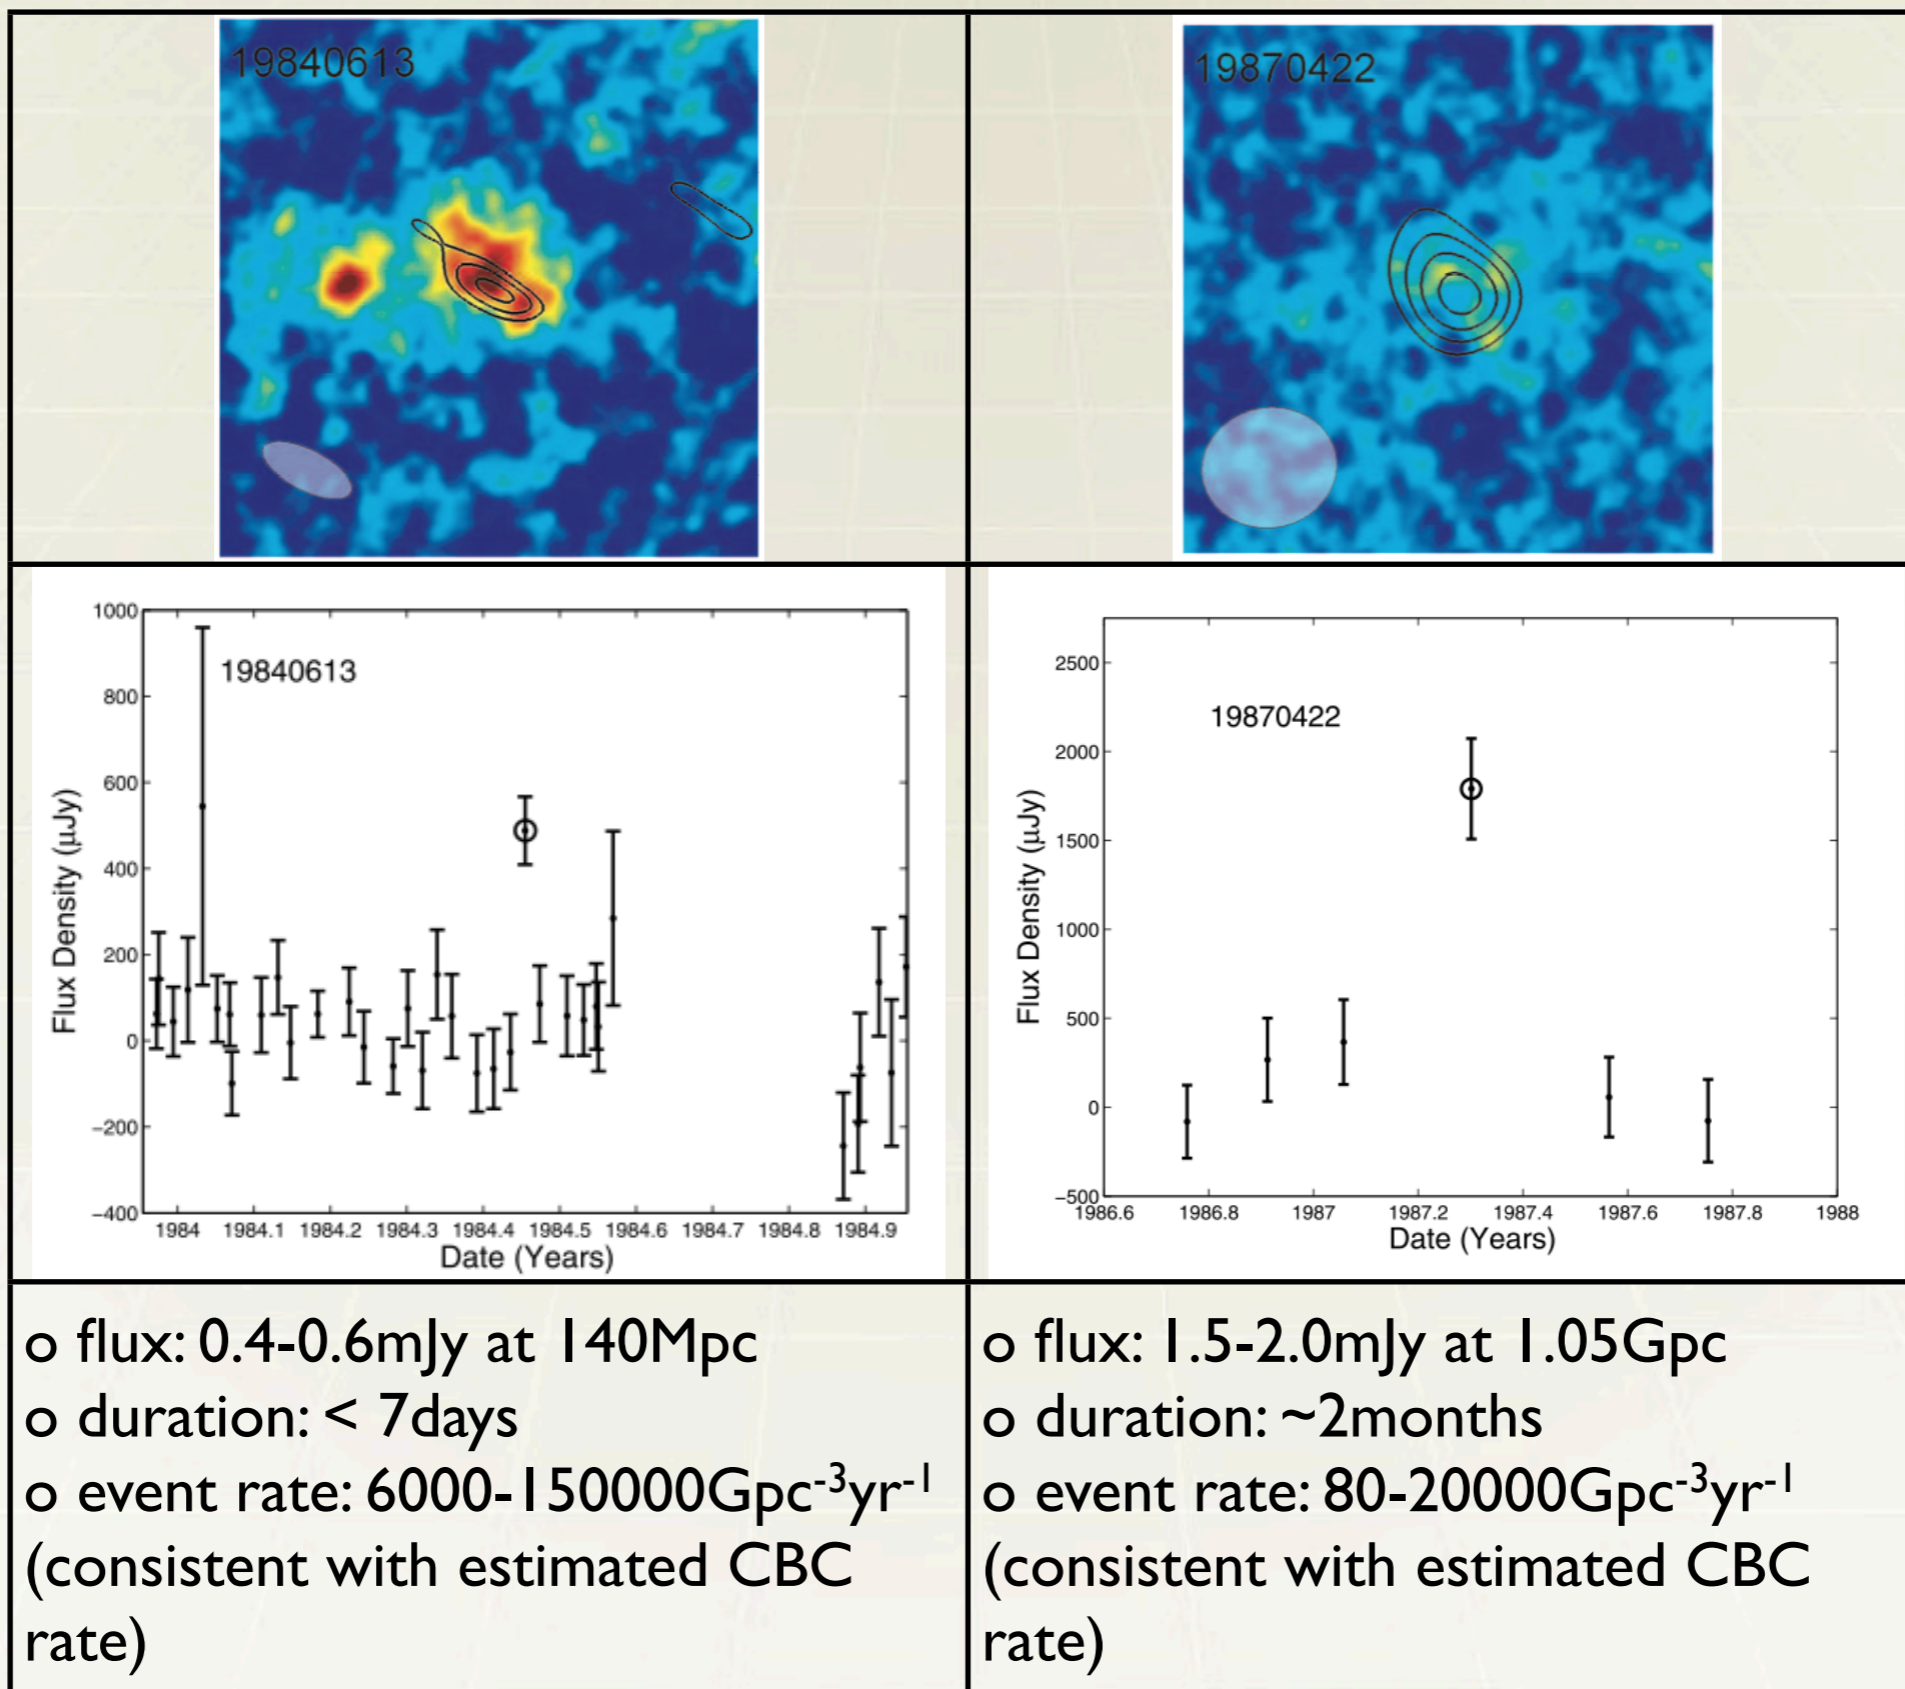 19840613
19870422
1000
800
600
400
200
0
−200
−400
19840613
Flux Density (μJy)
1984 1984.1 1984.2 1984.3 1984.4 1984.5 1984.6 1984.7 1984.8 1984.9
Date (Years)
2500
2000
1500
1000
500
0
−500
19870422
Flux Density (μJy)
1986.6 1986.8 1987 1987.2 1987.4 1987.6 1987.8 1988
Date (Years)
o flux: 0.4-0.6mJy at 140Mpc
o duration: < 7days
o event rate: 6000-150000Gpc⁻³yr⁻¹
(consistent with estimated CBC
rate)
o flux: 1.5-2.0mJy at 1.05Gpc
o duration: ~2months
o event rate: 80-20000Gpc⁻³yr⁻¹
(consistent with estimated CBC
rate)